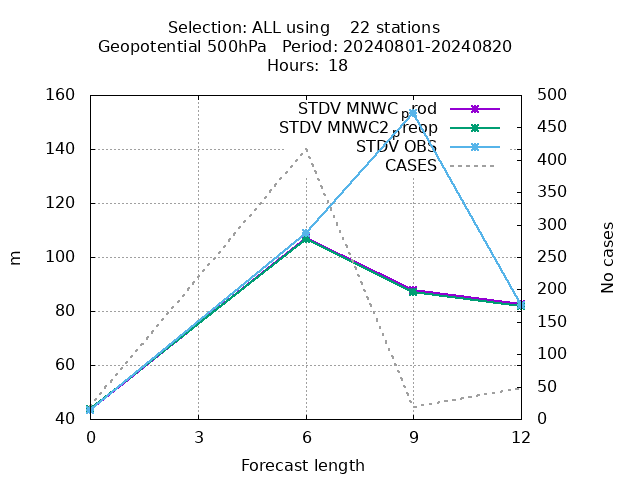 Selection: ALL using    22 stations
Geopotential 500hPa   Period: 20240801-20240820
Hours:  18
160
140
120
100
80
60
40
m
500
450
400
350
300
250
200
150
100
50
0
No cases
STDV MNWC_prod
STDV MNWC2_preop
STDV OBS
CASES
0 3 6 9 12
Forecast length